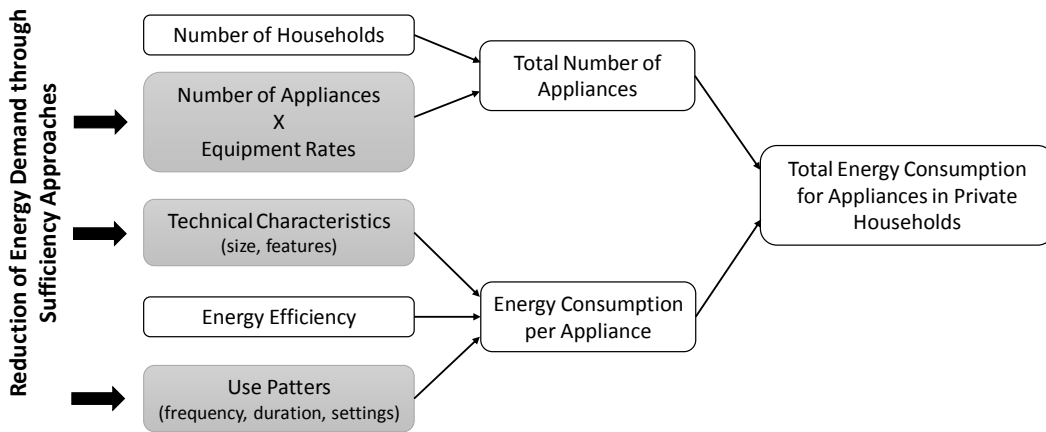 Reduction of Energy Demand through
Sufficiency Approaches
Number of Households
Number of Appliances
X
Equipment Rates
Technical Characteristics
(size, features)
Energy Efficiency
Use Patters
(frequency, duration, settings)
Total Number of
Appliances
Energy Consumption
per Appliance
Total Energy Consumption
for Appliances in Private
Households